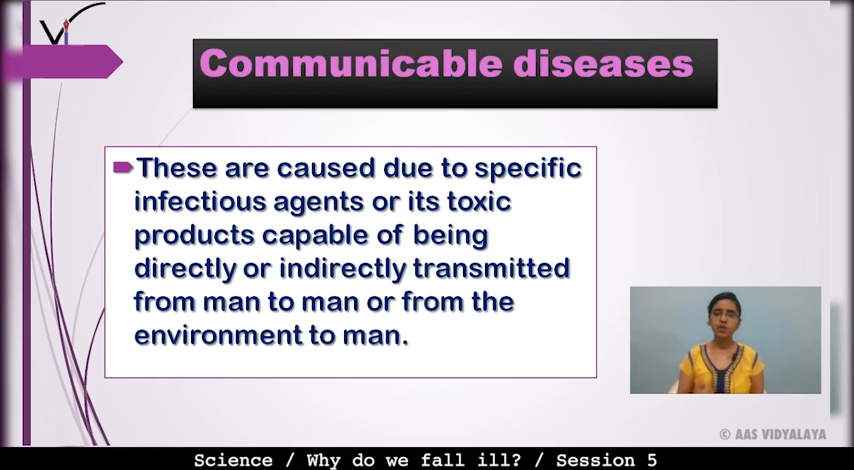 Communicable diseases
These are caused due to specific
infectious agents or its toxic
products capable of being
directly or indirectly transmitted
from man to man or from the
environment to man.
© AAS VIDYALAYA
Science / Why do we fall ill? / Session 5